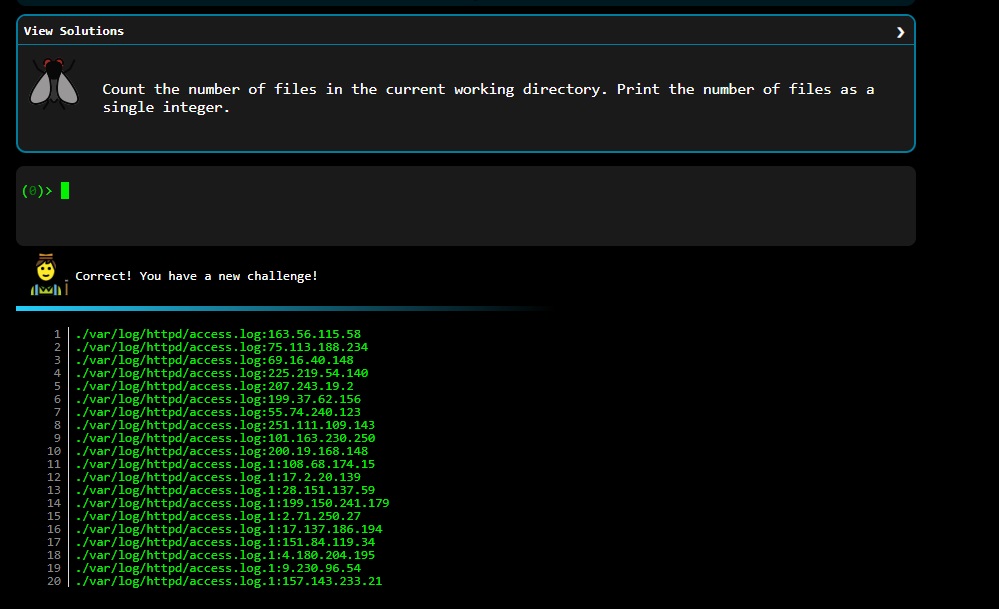 View Solutions ❯
Count the number of files in the current working directory. Print the number of files as a
single integer.
(0)>
Correct! You have a new challenge!
1 ./var/log/httpd/access.log:163.56.115.58
2 ./var/log/httpd/access.log:75.113.188.234
3 ./var/log/httpd/access.log:69.16.40.148
4 ./var/log/httpd/access.log:225.219.54.140
5 ./var/log/httpd/access.log:207.243.19.2
6 ./var/log/httpd/access.log:199.37.62.156
7 ./var/log/httpd/access.log:55.74.240.123
8 ./var/log/httpd/access.log:251.111.109.143
9 ./var/log/httpd/access.log:101.163.230.250
10 ./var/log/httpd/access.log:200.19.168.148
11 ./var/log/httpd/access.log.1:108.68.174.15
12 ./var/log/httpd/access.log.1:17.2.20.139
13 ./var/log/httpd/access.log.1:28.151.137.59
14 ./var/log/httpd/access.log.1:199.150.241.179
15 ./var/log/httpd/access.log.1:2.71.250.27
16 ./var/log/httpd/access.log.1:17.137.186.194
17 ./var/log/httpd/access.log.1:151.84.119.34
18 ./var/log/httpd/access.log.1:4.180.204.195
19 ./var/log/httpd/access.log.1:9.230.96.54
20 ./var/log/httpd/access.log.1:157.143.233.21